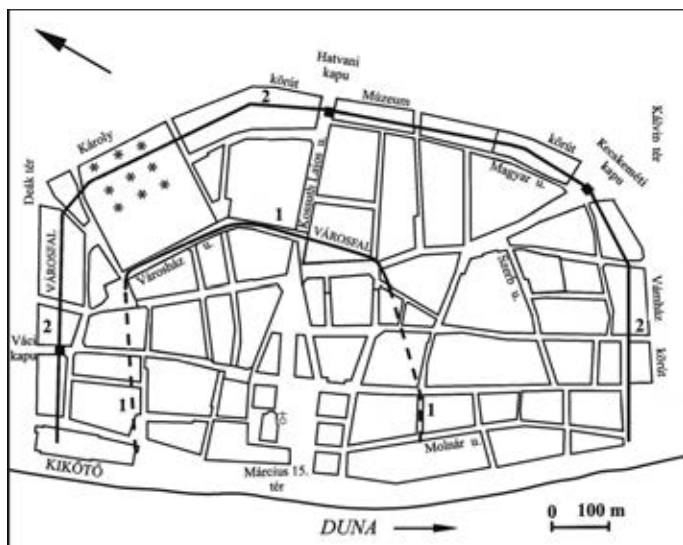 Hatvani
kapu
körút
2
Múzeum
Károly
körút
Kálvin tér
Kecskeméti
kapu
Magyar u.
Deák tér
Kossuth Lajos u.
1
VÁROSFAL
VÁROSFAL
Városház u.
Szerb u.
Vámház
körút
2
2
Váci
kapu
1
1
Molnár u.
KIKÖTŐ
Március 15.
tér
DUNA
0 100 m